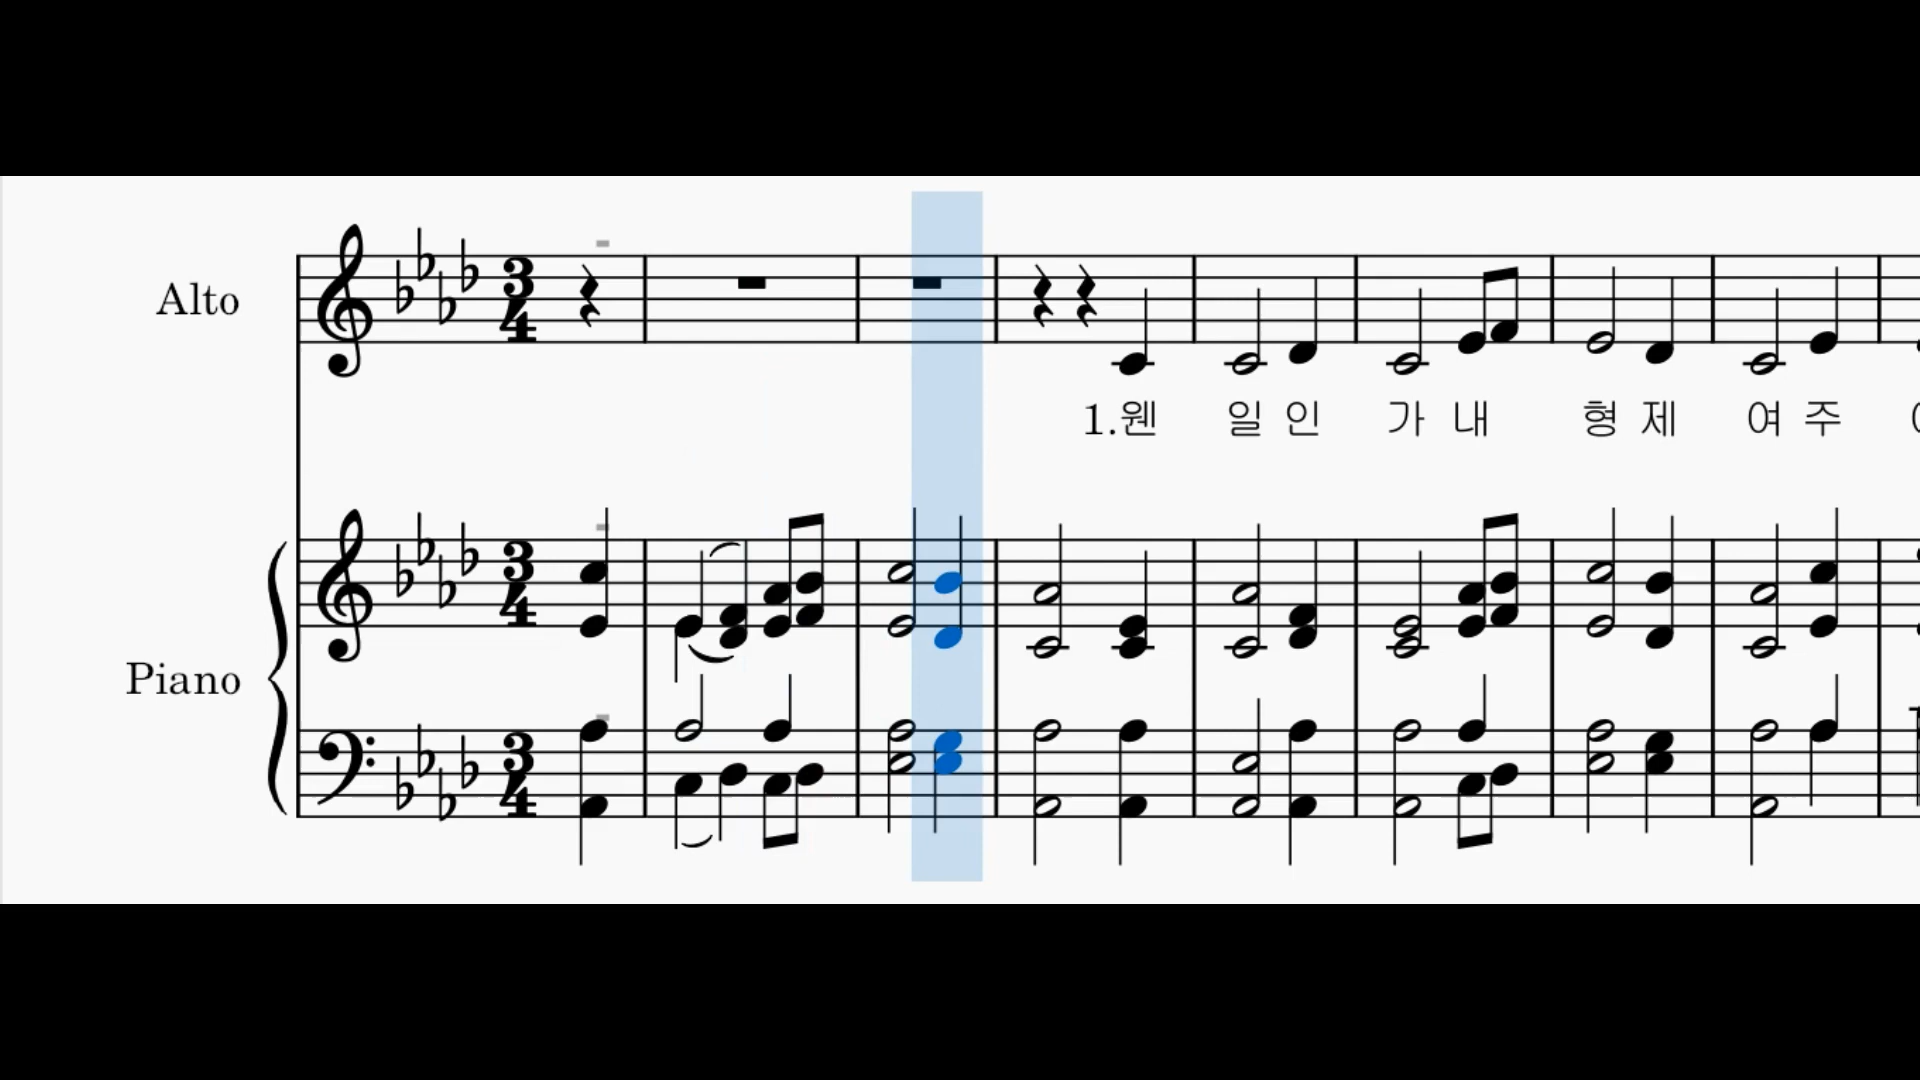 Alto
1.웬 일 인 가 내 형 제 여 주
Piano